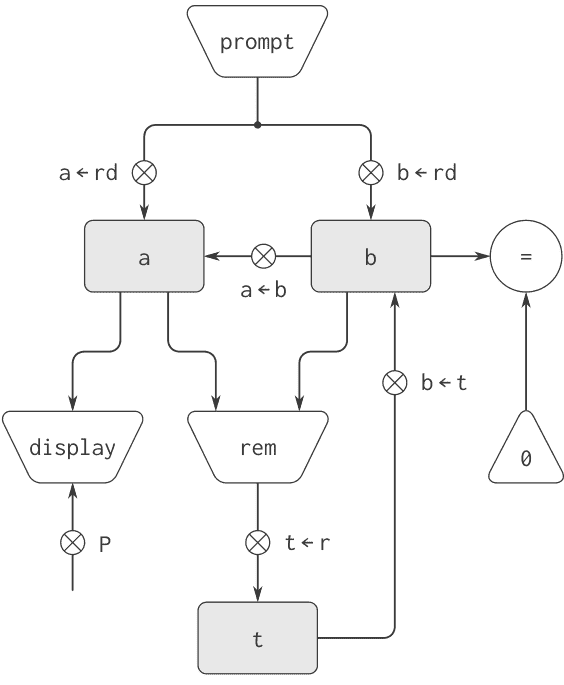 prompt
a←rd
b←rd
a
b
=
a←b
b←t
display
rem
0
P
t←r
t